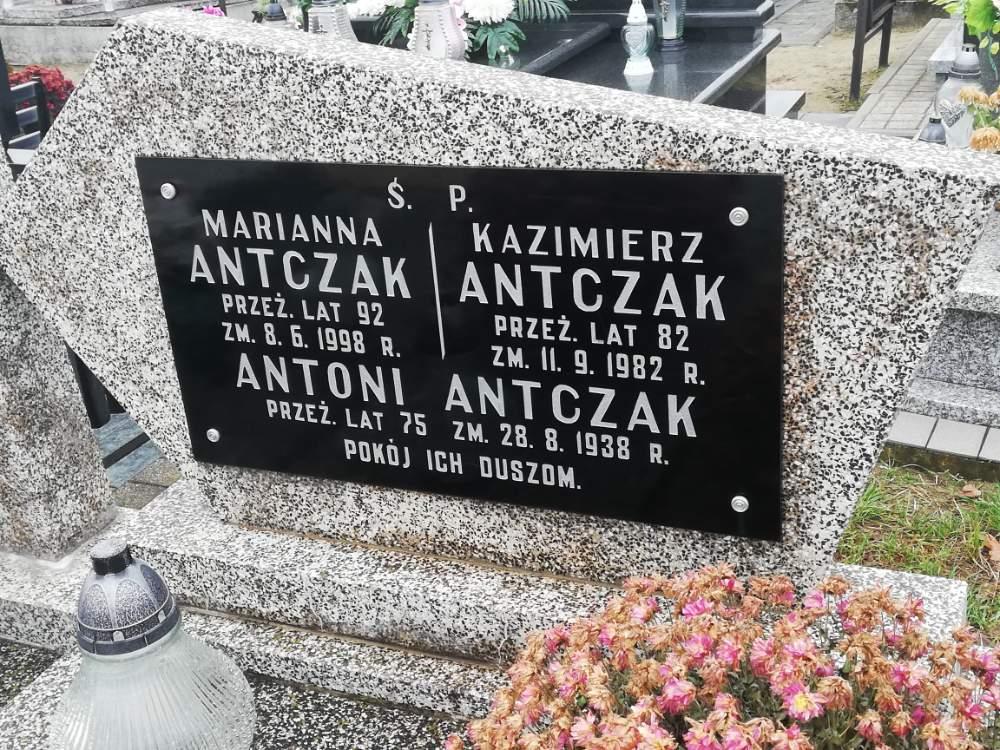 Ś. P.
MARIANNA
ANTCZAK
PRZEŻ. LAT 92
ZM. 8. 6. 1998 R.
KAZIMIERZ
ANTCZAK
PRZEŻ. LAT 82
ZM. 11. 9. 1982 R.
ANTONI ANTCZAK
PRZEŻ. LAT 75 ZM. 28. 8. 1938 R.
POKÓJ ICH DUSZOM.